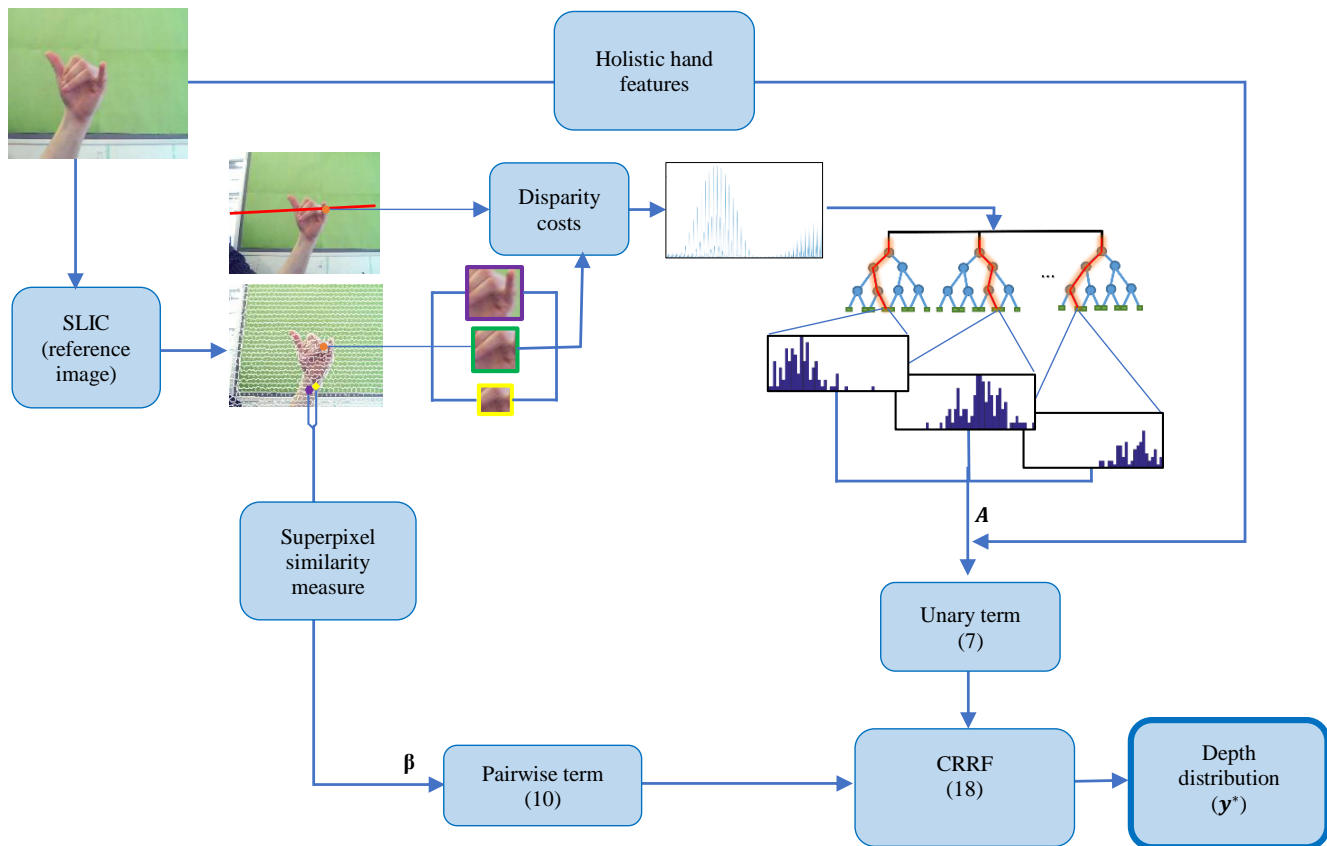 Holistic hand
features
Disparity
costs
SLIC
(reference
image)
...
A
Superpixel
similarity
measure
Unary term
(7)
β
Pairwise term
(10)
CRRF
(18)
Depth
distribution
(y*)